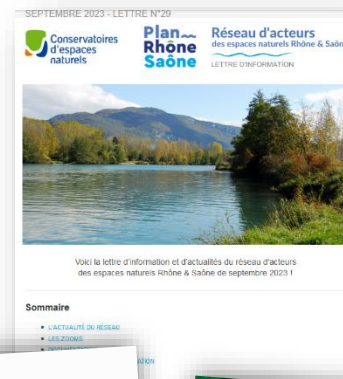 SEPTEMBRE 2023 - LETTRE N°29
Conservatoires
d'espaces
naturels
Plan
Rhône
Saône
Réseau d'acteurs
des espaces naturels Rhône & Saône
LETTRE D'INFORMATION
Voici la lettre d'information et d'actualités du réseau d'acteurs
des espaces naturels Rhône & Saône de septembre 2023 !
Sommaire
L'ACTUALITÉ DU RÉSEAU
LES ZOOMS